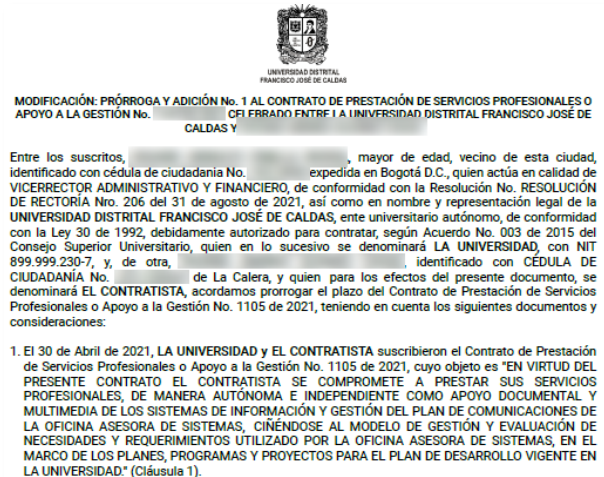 UNIVERSIDAD DISTRITAL
FRANCISCO JOSÉ DE CALDAS
MODIFICACIÓN: PRÓRROGA Y ADICIÓN No. 1 AL CONTRATO DE PRESTACIÓN DE SERVICIOS PROFESIONALES O
APOYO A LA GESTIÓN No. CELEBRADO ENTRE LA UNIVERSIDAD DISTRITAL FRANCISCO JOSÉ DE
CALDAS Y
Entre los suscritos, , mayor de edad, vecino de esta ciudad,
identificado con cédula de ciudadania No. expedida en Bogotá D.C., quien actúa en calidad de
VICERRECTOR ADMINISTRATIVO Y FINANCIERO, de conformidad con la Resolución No. RESOLUCIÓN
DE RECTORÍA Nro. 206 del 31 de agosto de 2021, así como en nombre y representación legal de la
UNIVERSIDAD DISTRITAL FRANCISCO JOSÉ DE CALDAS, ente universitario autónomo, de conformidad
con la Ley 30 de 1992, debidamente autorizado para contratar, según Acuerdo No. 003 de 2015 del
Consejo Superior Universitario, quien en lo sucesivo se denominará LA UNIVERSIDAD, con NIT
899.999.230-7, y, de otra, , identificado con CÉDULA DE
CIUDADANÍA No. de La Calera, y quien para los efectos del presente documento, se
denominará EL CONTRATISTA, acordamos prorrogar el plazo del Contrato de Prestación de Servicios
Profesionales o Apoyo a la Gestión No. 1105 de 2021, teniendo en cuenta los siguientes documentos y
consideraciones:
1. El 30 de Abril de 2021, LA UNIVERSIDAD y EL CONTRATISTA suscribieron el Contrato de Prestación
de Servicios Profesionales o Apoyo a la Gestión No. 1105 de 2021, cuyo objeto es "EN VIRTUD DEL
PRESENTE CONTRATO EL CONTRATISTA SE COMPROMETE A PRESTAR SUS SERVICIOS
PROFESIONALES, DE MANERA AUTÓNOMA E INDEPENDIENTE COMO APOYO DOCUMENTAL Y
MULTIMEDIA DE LOS SISTEMAS DE INFORMACIÓN Y GESTIÓN DEL PLAN DE COMUNICACIONES DE
LA OFICINA ASESORA DE SISTEMAS, CIÑÉNDOSE AL MODELO DE GESTIÓN Y EVALUACIÓN DE
NECESIDADES Y REQUERIMIENTOS UTILIZADO POR LA OFICINA ASESORA DE SISTEMAS, EN EL
MARCO DE LOS PLANES, PROGRAMAS Y PROYECTOS PARA EL PLAN DE DESARROLLO VIGENTE EN
LA UNIVERSIDAD." (Cláusula 1).